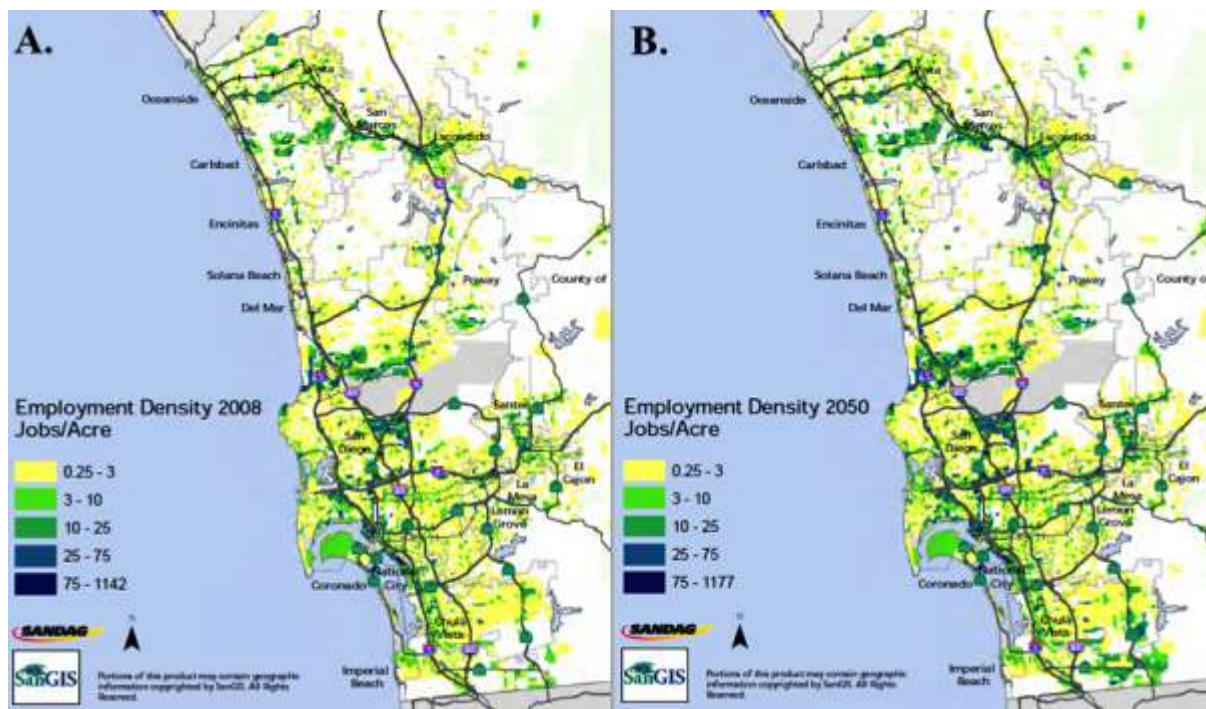 A.
Oceanside
Vista
San
Marcos
Escondido
Carlsbad
Encinitas
Solana Beach
Poway
County of
Del Mar
Employment Density 2008
Jobs/Acre
0.25 - 3
3 - 10
10 - 25
25 - 75
75 - 1142
Santee
San
Diego
El
Cajon
La
Mesa
Lemon
Grove
National
City
Coronado
Chula
Vista
Imperial
Beach
SANDAG
SanGIS
Portions of this product may contain geographic
information copyrighted by SanGIS. All Rights
Reserved.
B.
Oceanside
San
Marcos
Escondido
Carlsbad
Encinitas
Solana Beach
Poway
County of
Del Mar
Employment Density 2050
Jobs/Acre
0.25 - 3
3 - 10
10 - 25
25 - 75
75 - 1177
Santee
San
Diego
El
Cajon
La
Mesa
Lemon
Grove
National
City
Coronado
Chula
Vista
Imperial
Beach
SANDAG
SanGIS
Portions of this product may contain geographic
information copyrighted by SanGIS. All Rights
Reserved.